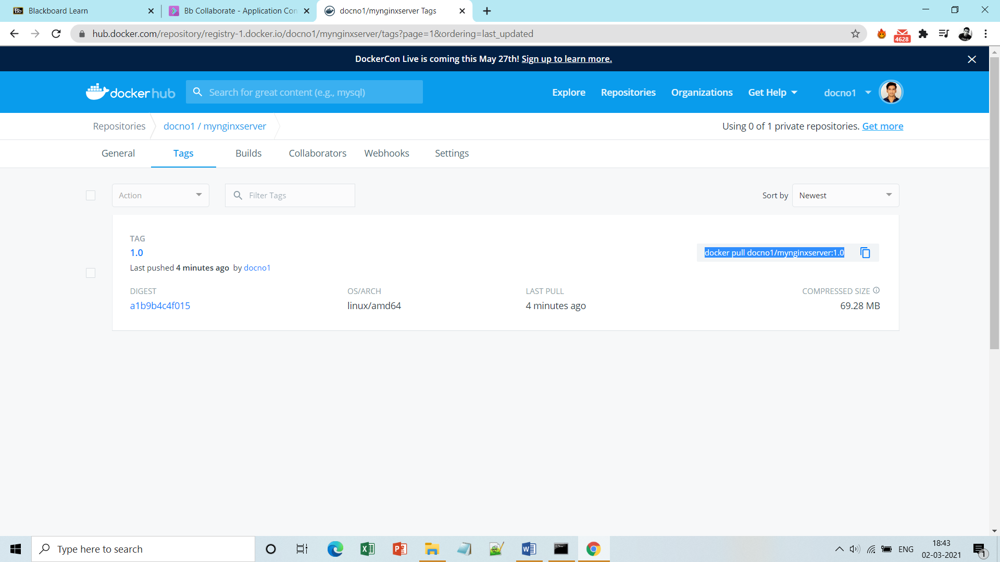 Bb Blackboard Learn
Bb Collaborate - Application Con
docno1/mynginxserver Tags
hub.docker.com/repository/registry-1.docker.io/docno1/mynginxserver/tags?page=1&ordering=last_updated
4628
DockerCon Live is coming this May 27th! Sign up to learn more.
dockerhub
Search for great content (e.g., mysql)
Explore
Repositories
Organizations
Get Help
docno1
Repositories
docno1 / mynginxserver
Using 0 of 1 private repositories. Get more
General
Tags
Builds
Collaborators
Webhooks
Settings
Action
Filter Tags
Sort by
Newest
TAG
1.0
docker pull docno1/mynginxserver:1.0
Last pushed 4 minutes ago by docno1
DIGEST
OS/ARCH
LAST PULL
COMPRESSED SIZE
a1b9b4c4f015
linux/amd64
4 minutes ago
69.28 MB
Type here to search
ENG
18:43
02-03-2021
1